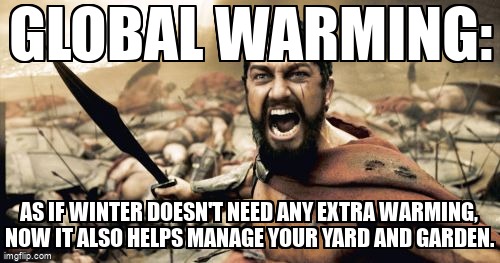 GLOBAL WARMING:
AS IF WINTER DOESN'T NEED ANY EXTRA WARMING,
NOW IT ALSO HELPS MANAGE YOUR YARD AND GARDEN.
imgflip.com